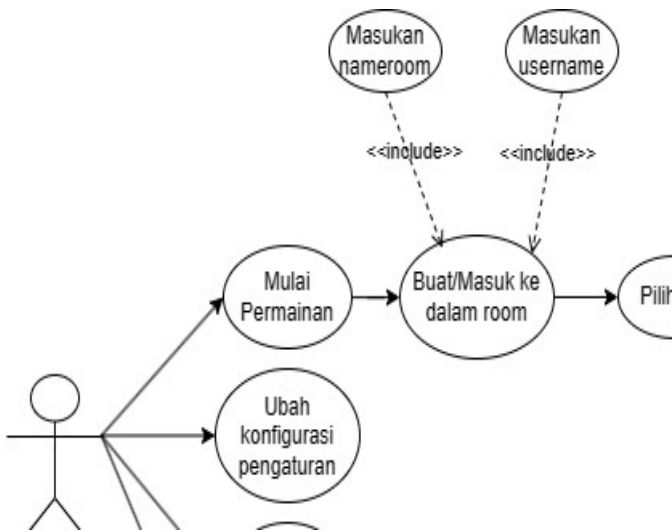 Masukan
nameroom
Masukan
username
<<include>>
<<include>>
Mulai
Permainan
Buat/Masuk ke
dalam room
Pilih
Ubah
konfigurasi
pengaturan